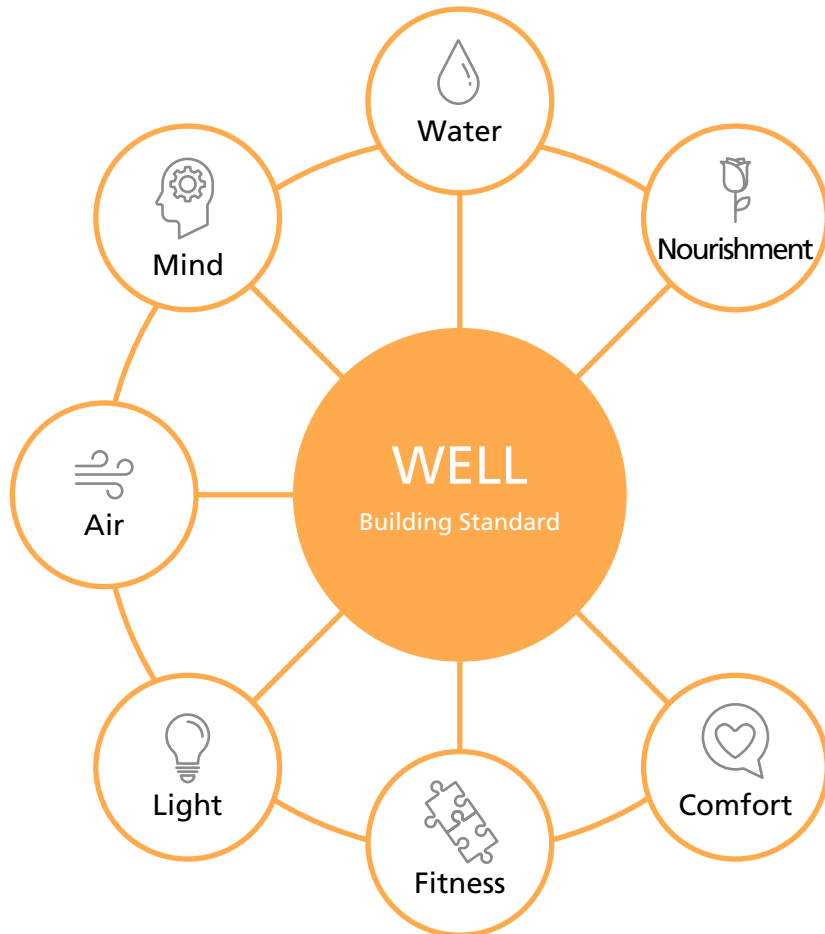 Water
Nourishment
Mind
WELL
Building Standard
Air
Light
Comfort
Fitness